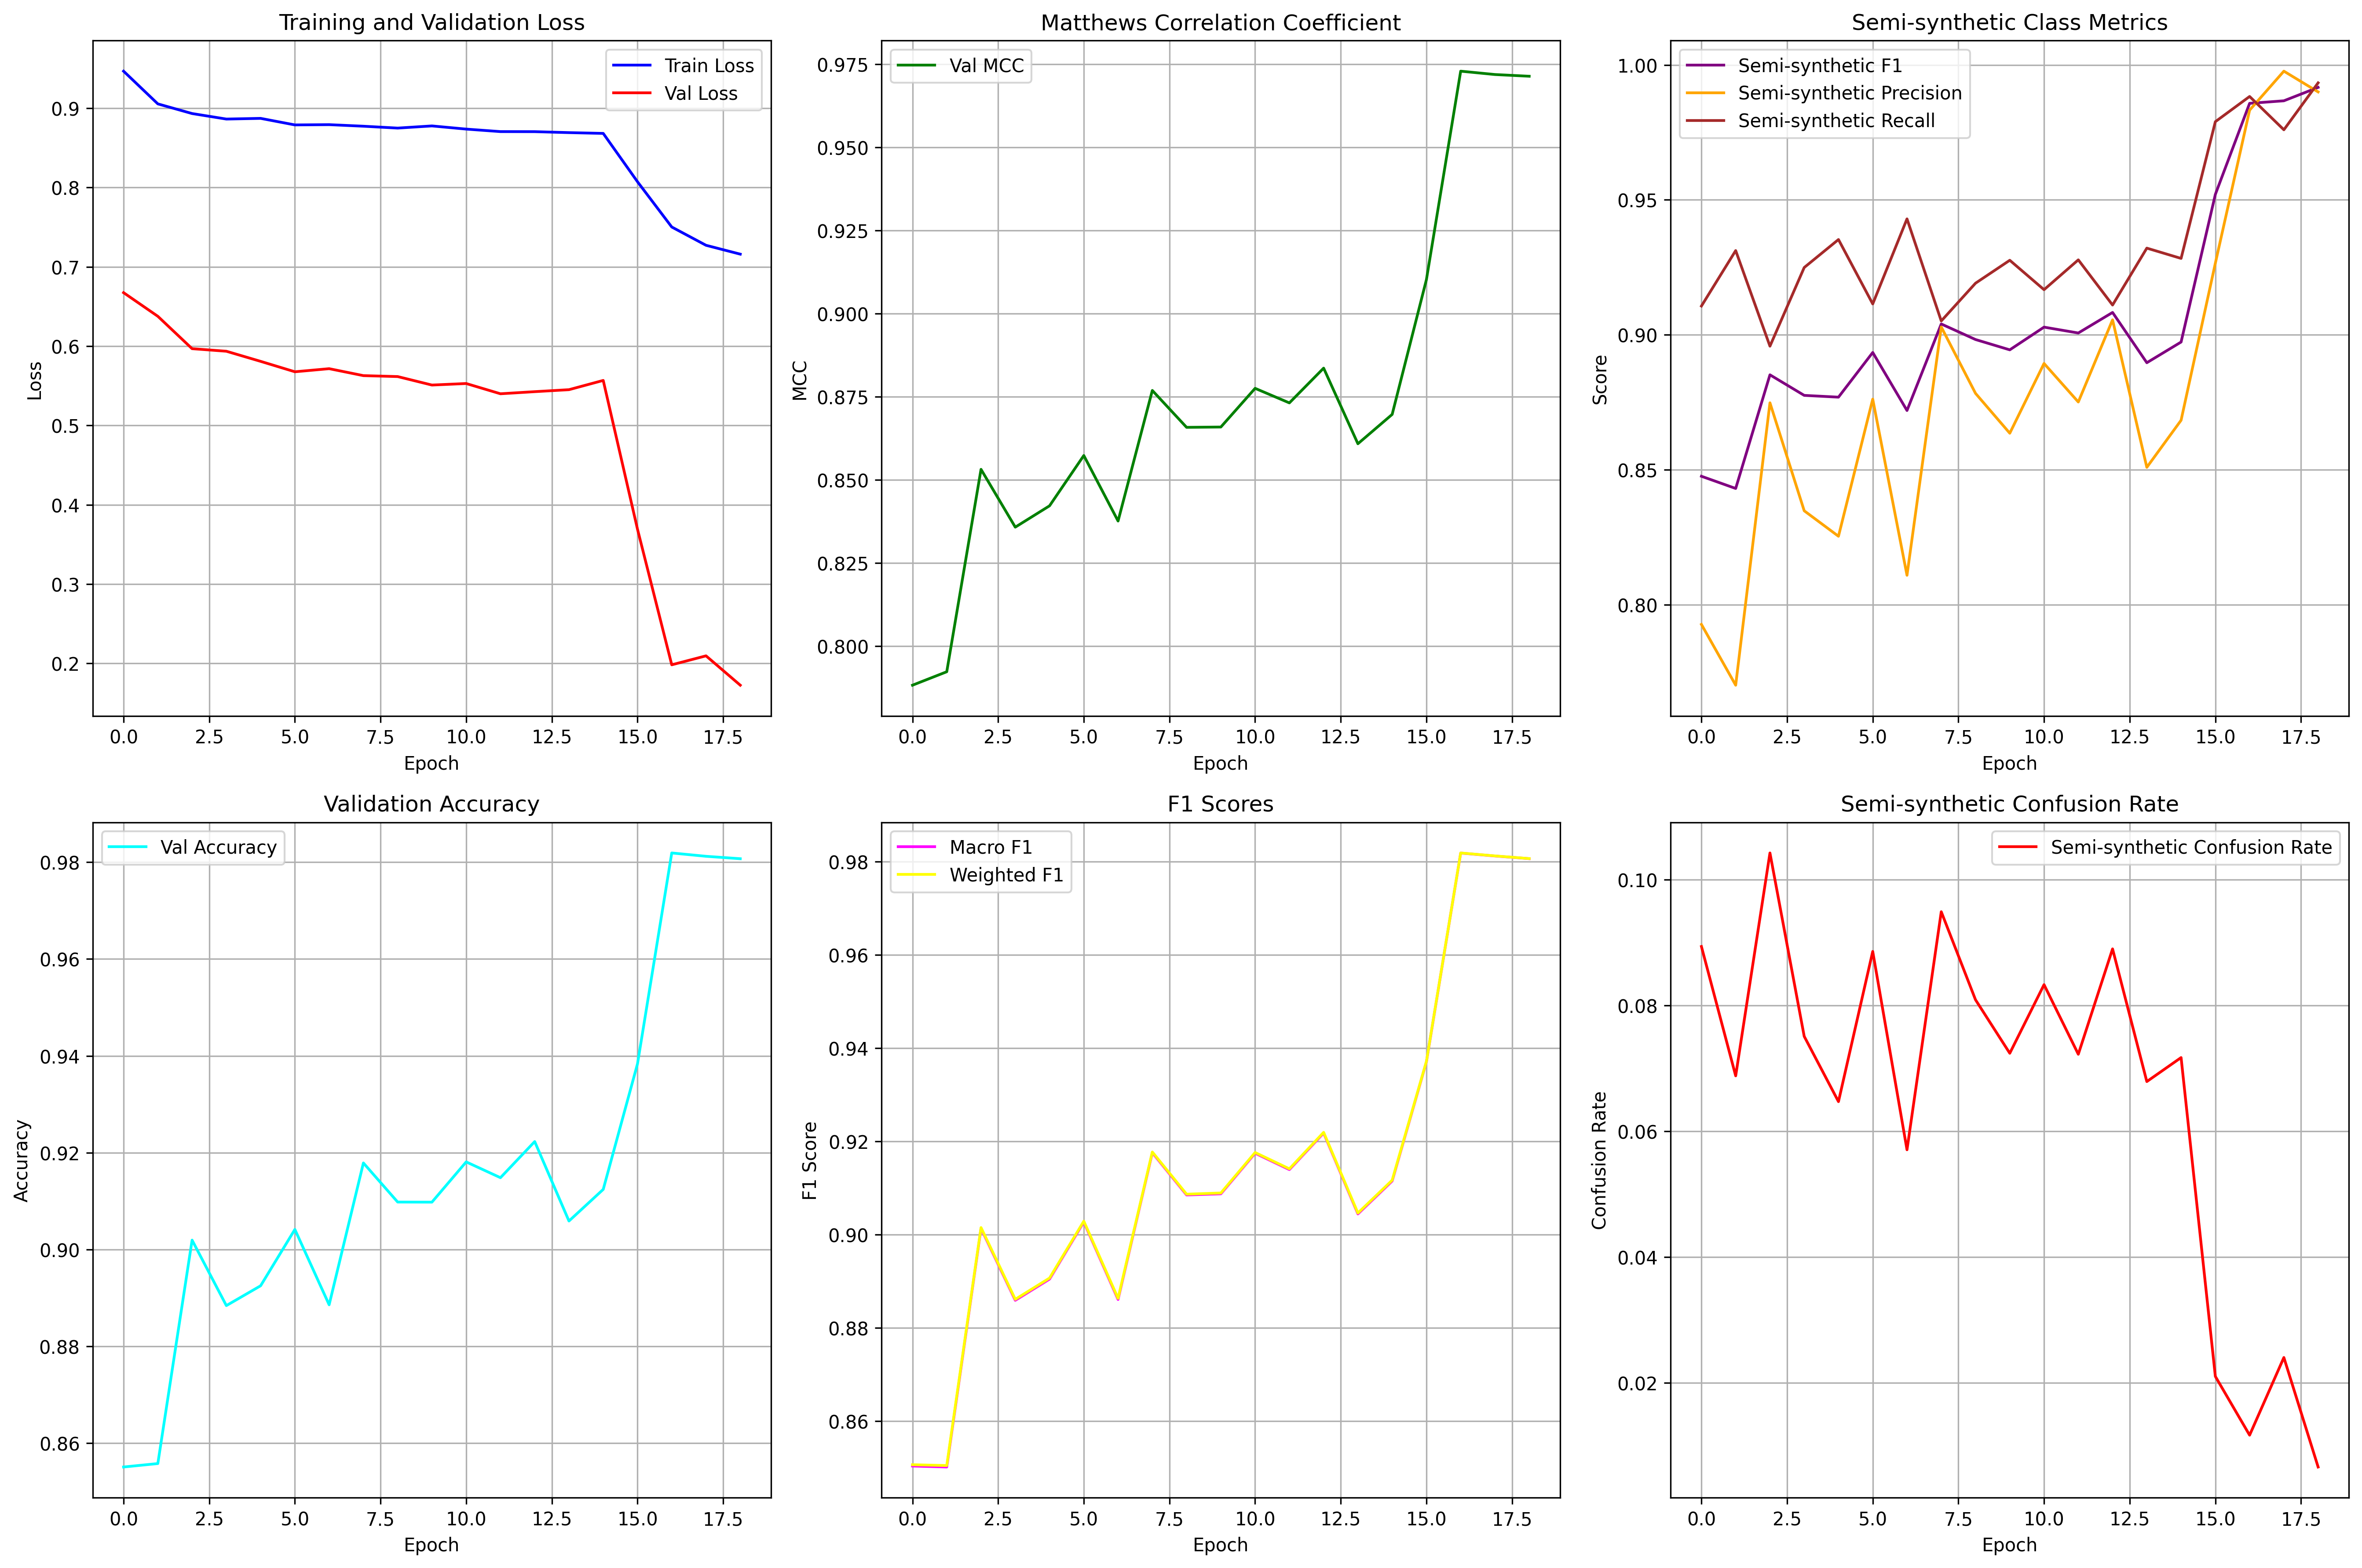 Training and Validation Loss
Train Loss
Val Loss
0.9
0.8
0.7
0.6
0.5
0.4
0.3
0.2
Loss
0.0 2.5 5.0 7.5 10.0 12.5 15.0 17.5
Epoch
Matthews Correlation Coefficient
Val MCC
0.975
0.950
0.925
0.900
0.875
0.850
0.825
0.800
MCC
0.0 2.5 5.0 7.5 10.0 12.5 15.0 17.5
Epoch
Semi-synthetic Class Metrics
Semi-synthetic F1
Semi-synthetic Precision
Semi-synthetic Recall
1.00
0.95
0.90
0.85
0.80
Score
0.0 2.5 5.0 7.5 10.0 12.5 15.0 17.5
Epoch
Validation Accuracy
Val Accuracy
0.98
0.96
0.94
0.92
0.90
0.88
0.86
Accuracy
0.0 2.5 5.0 7.5 10.0 12.5 15.0 17.5
Epoch
F1 Scores
Macro F1
Weighted F1
0.98
0.96
0.94
0.92
0.90
0.88
0.86
F1 Score
0.0 2.5 5.0 7.5 10.0 12.5 15.0 17.5
Epoch
Semi-synthetic Confusion Rate
Semi-synthetic Confusion Rate
0.10
0.08
0.06
0.04
0.02
Confusion Rate
0.0 2.5 5.0 7.5 10.0 12.5 15.0 17.5
Epoch